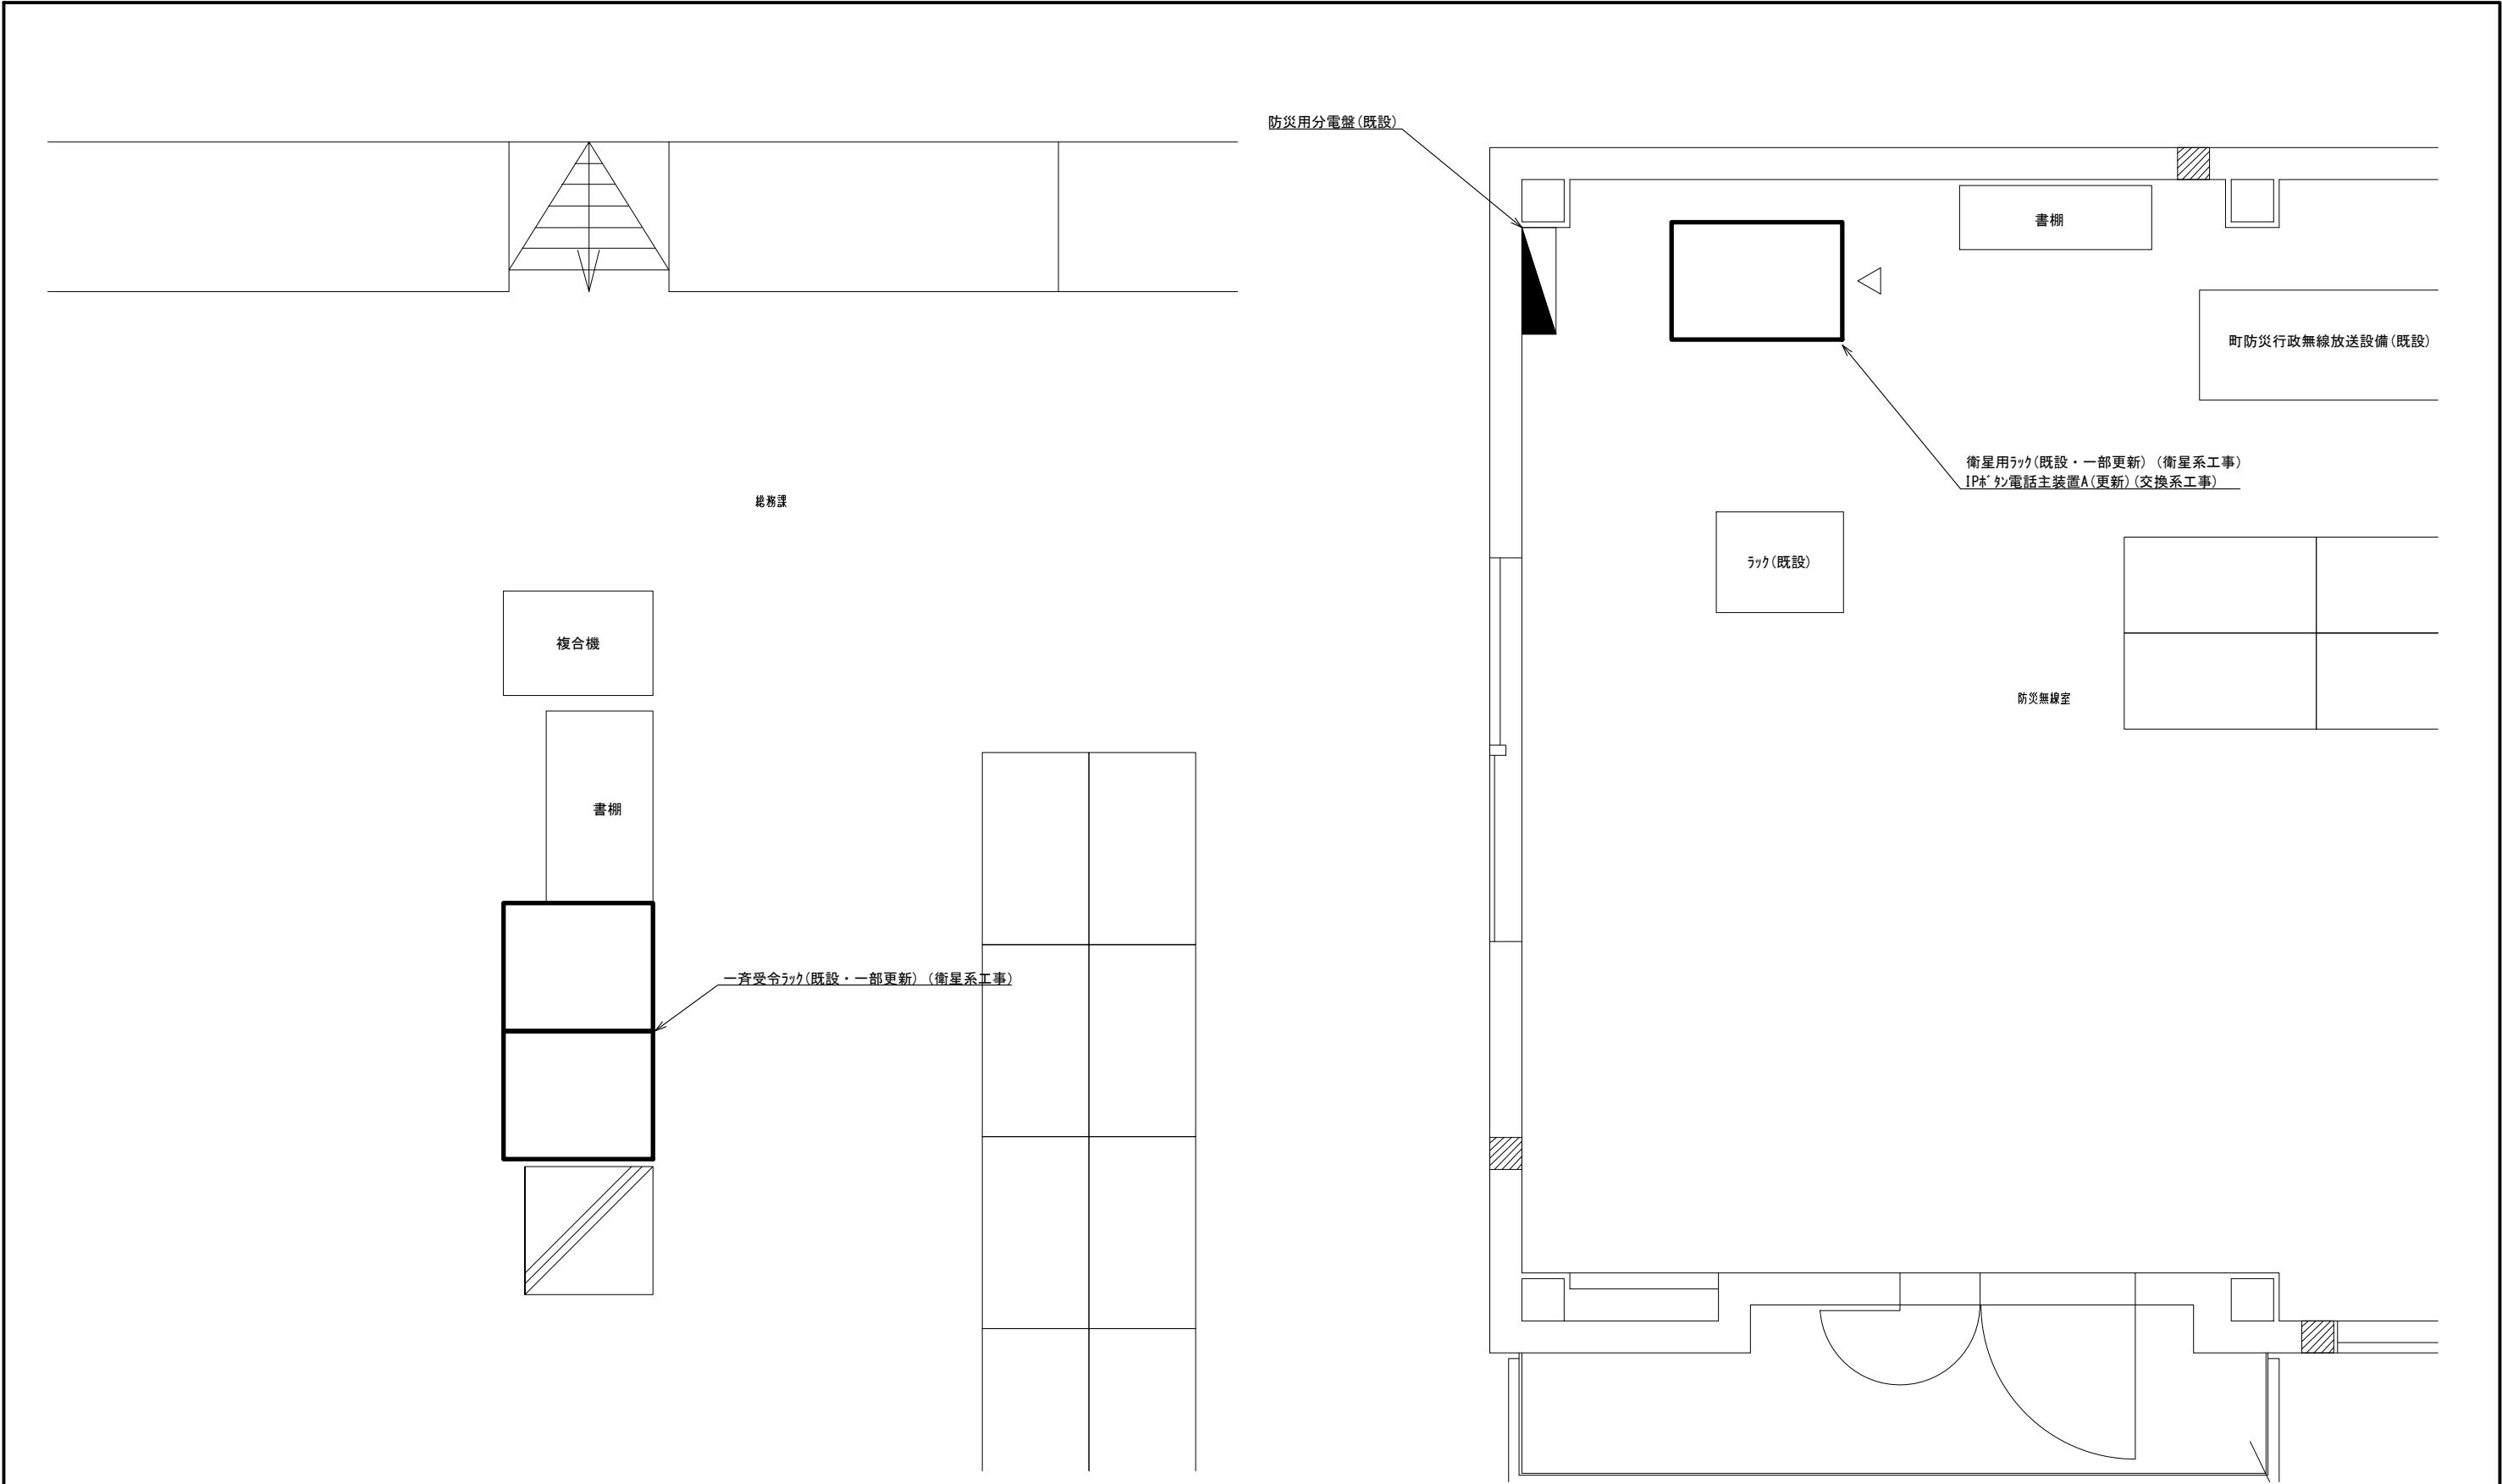 防災用分電盤(既設)
書棚
町防災行政無線放送設備(既設)
衛星用ﾗｯｸ(既設・一部更新)(衛星系工事)
IPﾎﾞﾀﾝ電話主装置A(更新)(交換系工事)
総務課
ﾗｯｸ(既設)
複合機
防災無線室
書棚
一斉受令ﾗｯｸ(既設・一部更新)(衛星系工事)